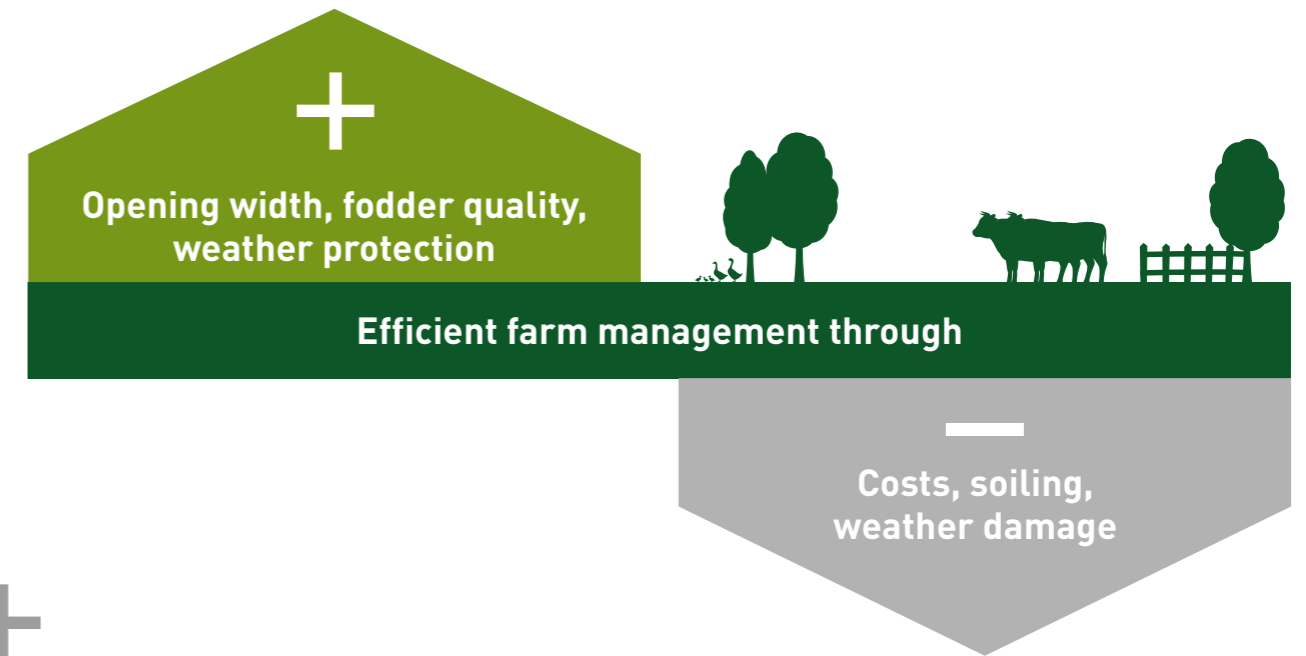 +
Opening width, fodder quality,
weather protection
Efficient farm management through
—
Costs, soiling,
weather damage
+